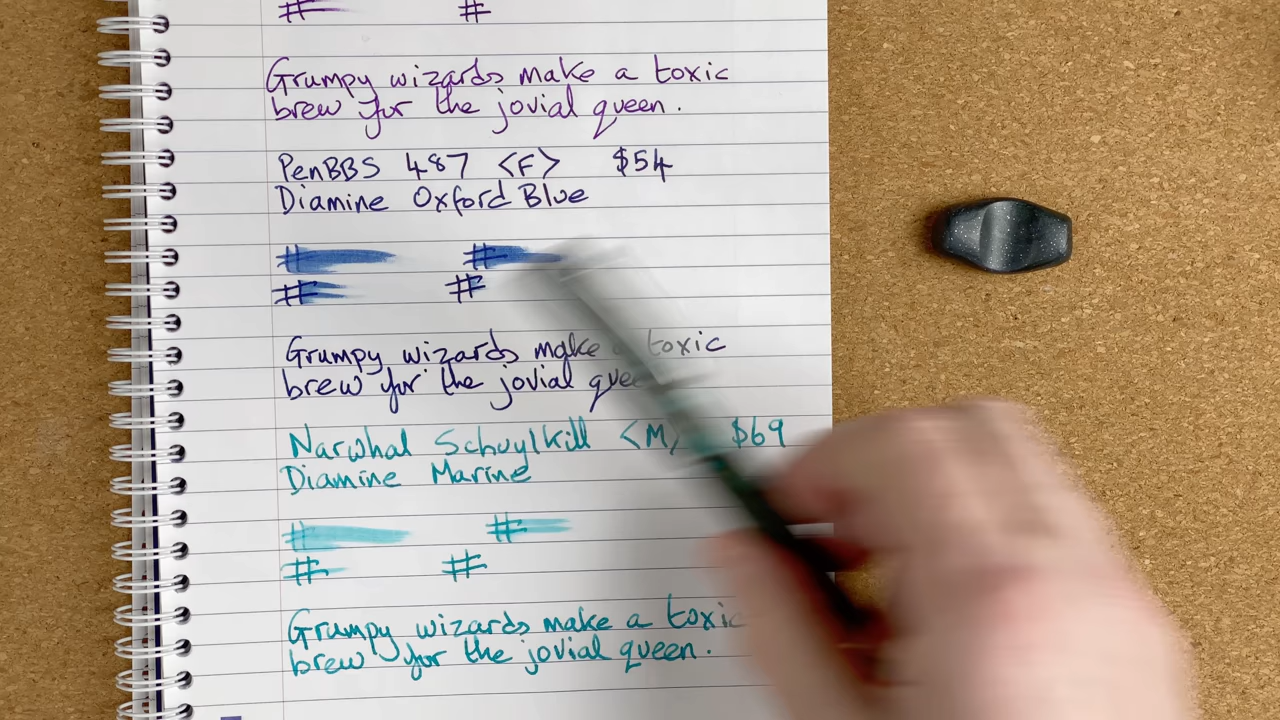 # #
Grumpy wizards make a toxic
brew for the jovial queen.
PenBBS 487 <F> $54
Diamine Oxford Blue
# #
# #
Grumpy wizards make a toxic
brew for the jovial quee
Narwhal Schuylkill <M> $69
Diamine Marine
# #
# #
Grumpy wizards make a toxic
brew for the jovial queen.